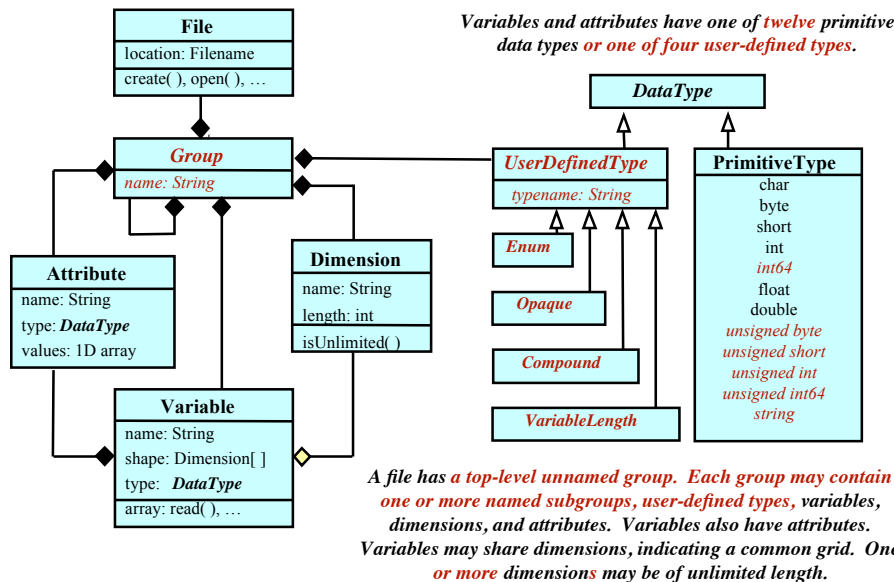 File
location: Filename
create( ), open( ), …
Variables and attributes have one of twelve primitive
data types or one of four user-defined types.
DataType
Group
name: String
UserDefinedType
typename: String
Enum
Opaque
Compound
VariableLength
PrimitiveType
char
byte
short
int
int64
float
double
unsigned byte
unsigned short
unsigned int
unsigned int64
string
Attribute
name: String
type: DataType
values: 1D array
Dimension
name: String
length: int
isUnlimited( )
Variable
name: String
shape: Dimension[ ]
type: DataType
array: read( ), …
A file has a top-level unnamed group. Each group may contain
one or more named subgroups, user-defined types, variables,
dimensions, and attributes. Variables also have attributes.
Variables may share dimensions, indicating a common grid. One
or more dimensions may be of unlimited length.